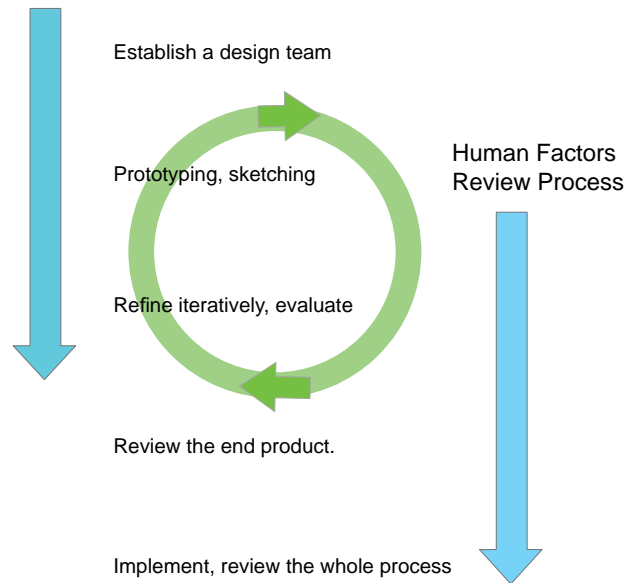 Establish a design team
Prototyping, sketching
Human Factors
Review Process
Refine iteratively, evaluate
Review the end product.
Implement, review the whole process